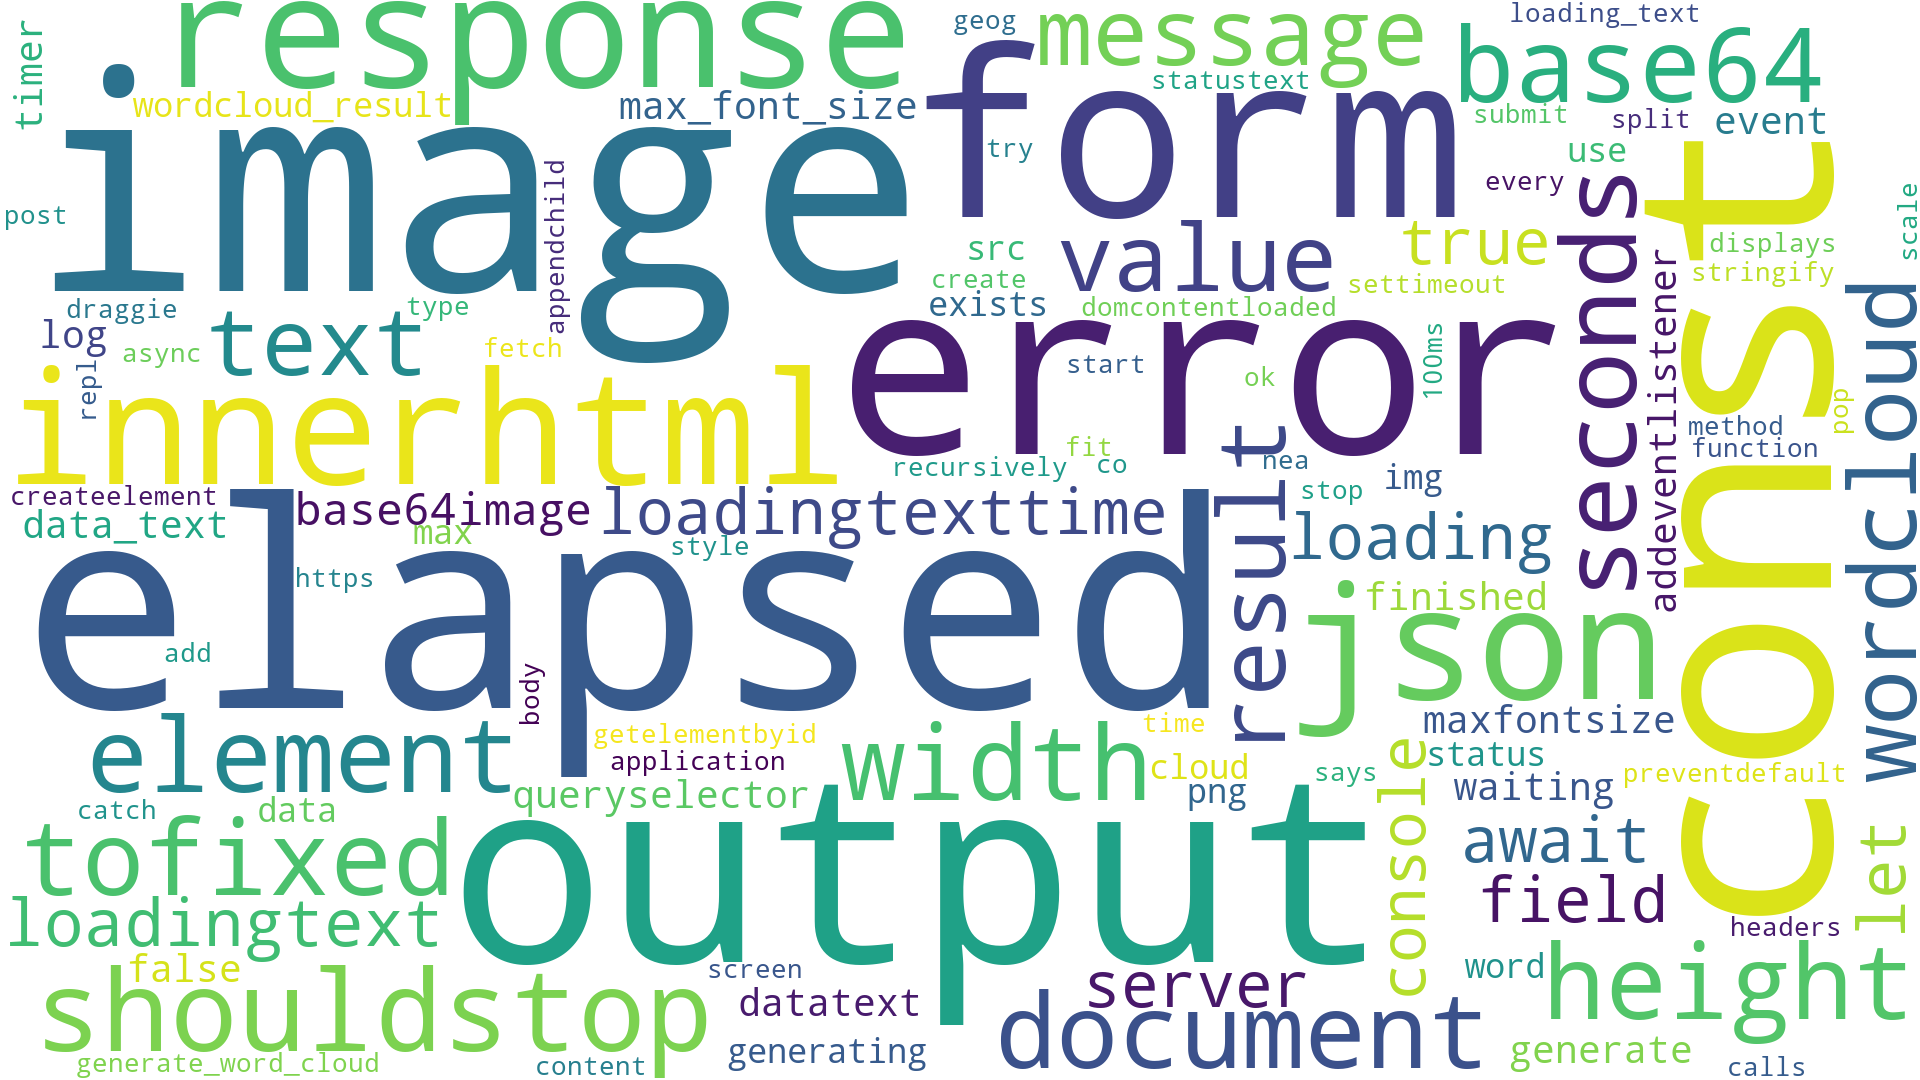 timer
response
geog
message
loading_text
base64
wordcloud_result
max_font_size
statustext
submit
split
event
image
form
try
use
every
const
post
appendchild
seconds
scale
src
value
true
displays
create
settimeout
stringify
draggie
type
exists
domcontentloaded
addeventlistener
wordcloud
log
text
async
fetch
error
start
ok
100ms
repl
innerhtml
pop
method
function
fit
result
recursively
co
nea
img
createelement
base64image
loadingtexttime
stop
data_text
max
style
loading
elapsed
https
finished
json
add
body
element
getelementbyid
application
width
time
cloud
maxfontsize
status
says
preventdefault
catch
data
queryselector
png
waiting
console
tofixed
output
await
let
loadingtext
field
headers
false
shouldstop
screen
datatext
server
document
word
height
generate_word_cloud
content
generating
generate
calls